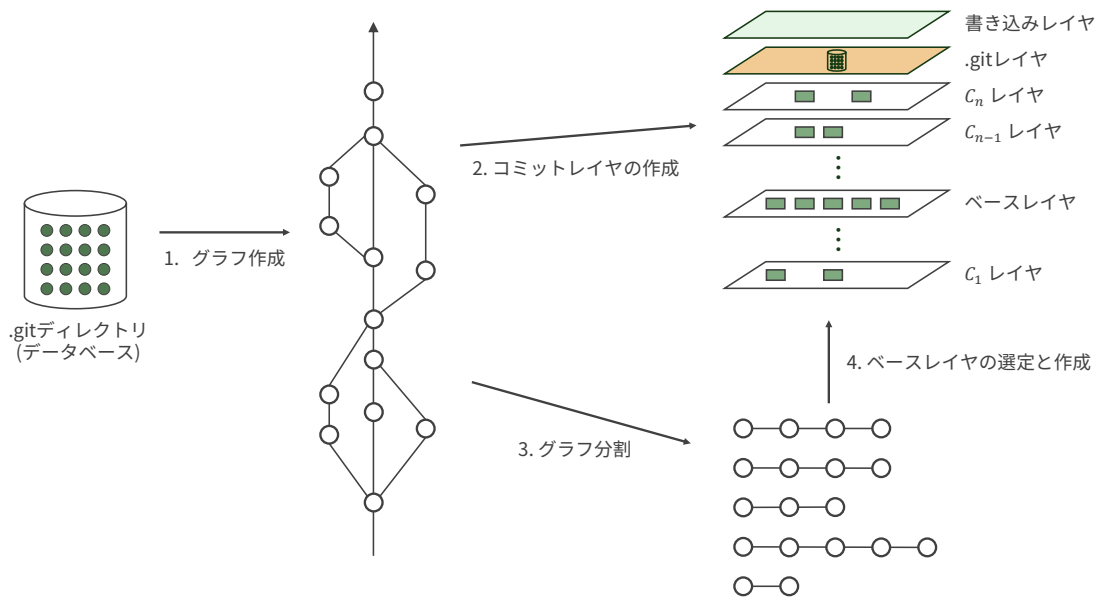 .gitディレクトリ
(データベース)
1. グラフ作成
2. コミットレイヤの作成
3. グラフ分割
書き込みレイヤ
.gitレイヤ
Cₙ レイヤ
Cₙ₋₁ レイヤ
ベースレイヤ
C₁ レイヤ
4. ベースレイヤの選定と作成